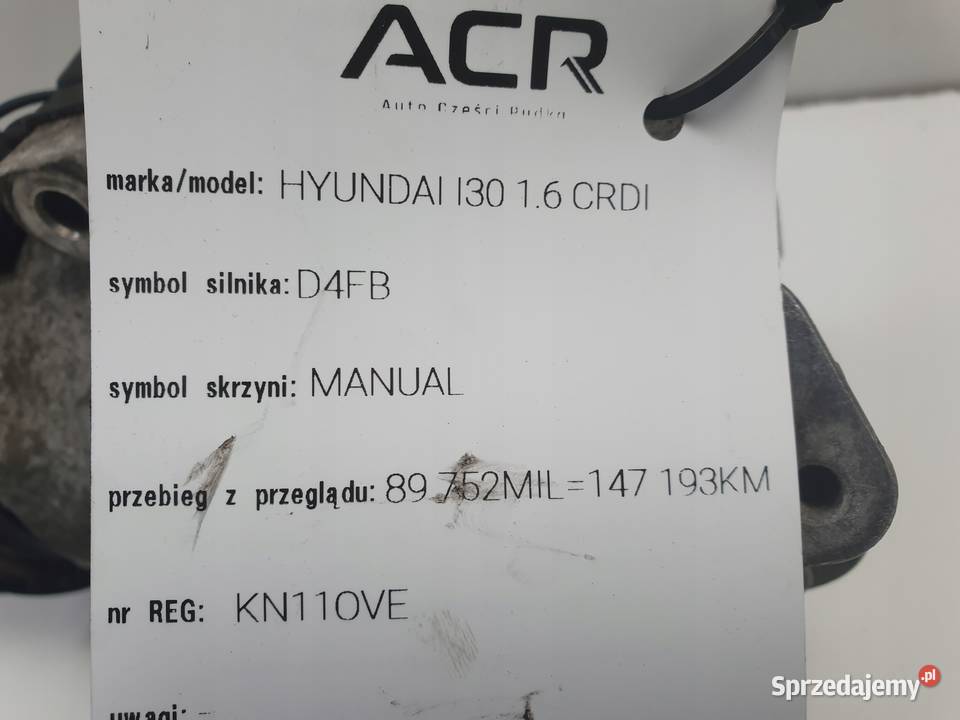 ACR
Auto Części Rudka
marka/model: HYUNDAI I30 1.6 CRDI
symbol silnika: D4FB
symbol skrzyni: MANUAL
przebieg z przeglądu: 89 752MIL=147 193KM
nr REG: KN11OVE
uwagi: -
Sprzedajemy.pl